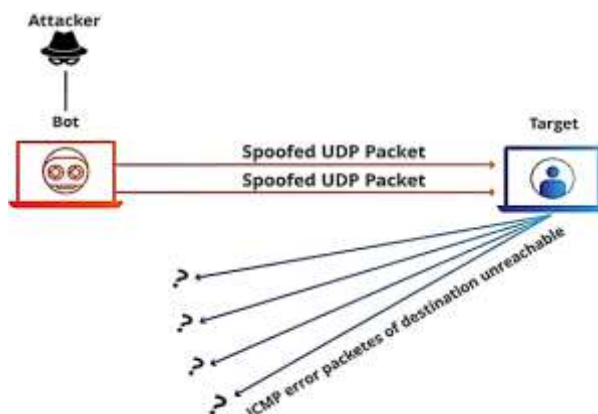 Attacker
Bot
Target
Spoofed UDP Packet
Spoofed UDP Packet
?
?
?
?
ICMP error packetes of destination unreachable